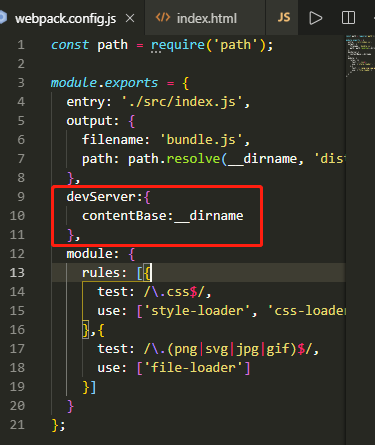 webpack.config.js index.html JS
1 const path = require('path');
2
3 module.exports = {
4 entry: './src/index.js',
5 output: {
6 filename: 'bundle.js',
7 path: path.resolve(__dirname, 'dis
8 },
9 devServer:{
10 contentBase:__dirname
11 },
12 module: {
13 rules: [{
14 test: /\.css$/,
15 use: ['style-loader', 'css-loade
16 },{
17 test: /\.(png|svg|jpg|gif)$/,
18 use: ['file-loader']
19 }]
20 }
21 };